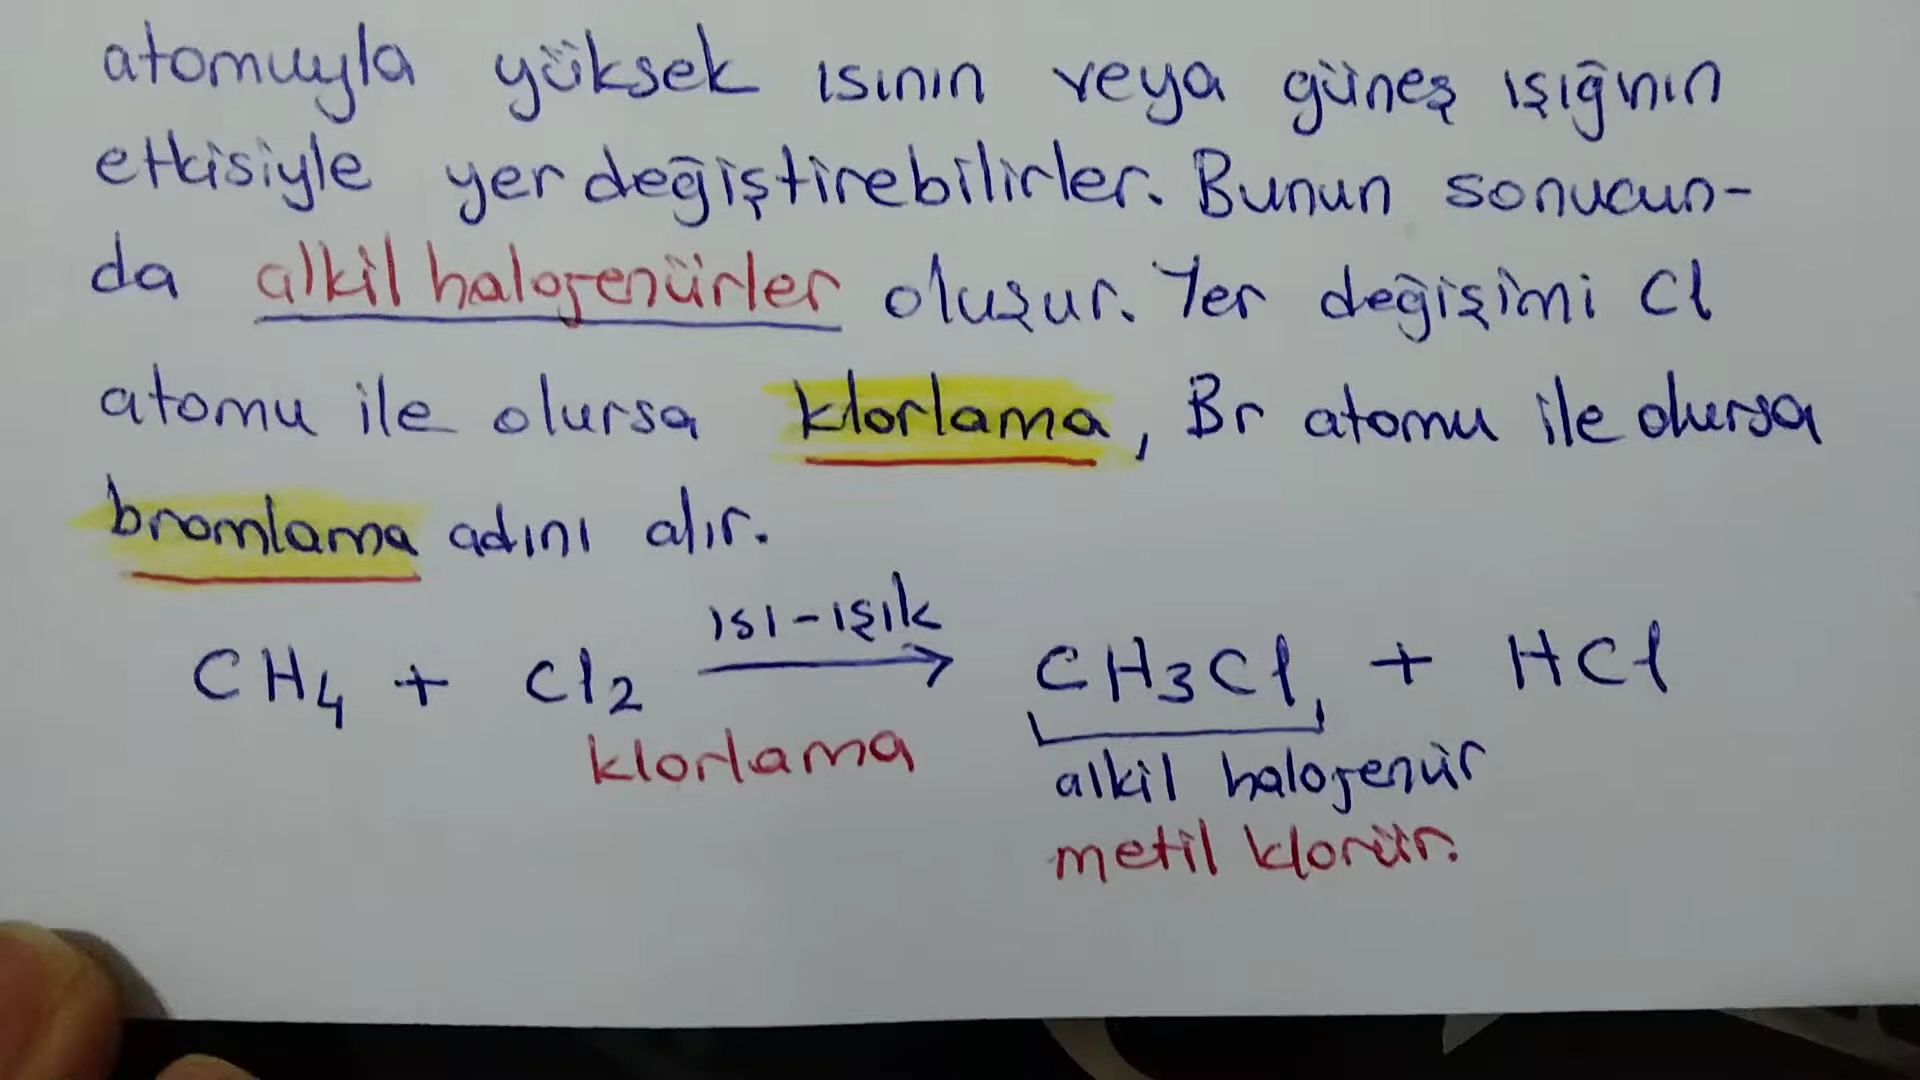 atomuyla yüksek ısının veya güneş ışığının
etkisiyle yer değiştirebilirler. Bunun sonucun-
da alkil halojenürler oluşur. Yer değişimi Cl
atomu ile olursa klorlama, Br atomu ile olursa
bromlama adını alır.
ısı-ışık
CH4 + Cl2 → CH3Cl + HCl
klorlama
alkil halojenür
metil klorür.